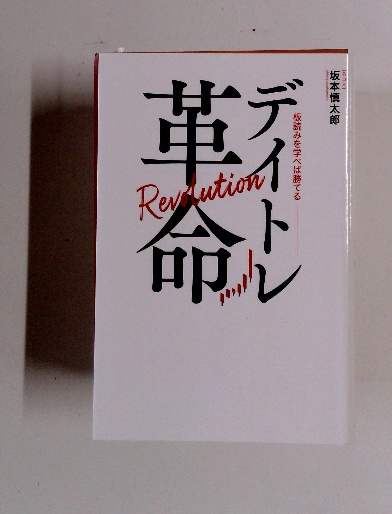 坂本慎太郎
板読みを学べば勝てる
デイトレ
革命
Revolution